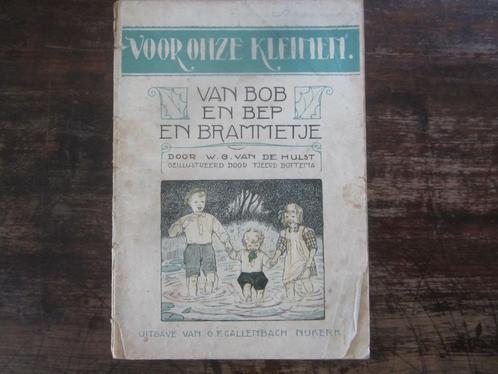 VOOR ONZE KLEINEN.
VAN BOB
EN BEP
EN BRAMMETJE
DOOR W. G. VAN DE HULST
GEILLUSTREERD DOOR TJEERD BOTTEMA
UITGAVE VAN G. F. CALLENBACH NIJKERK